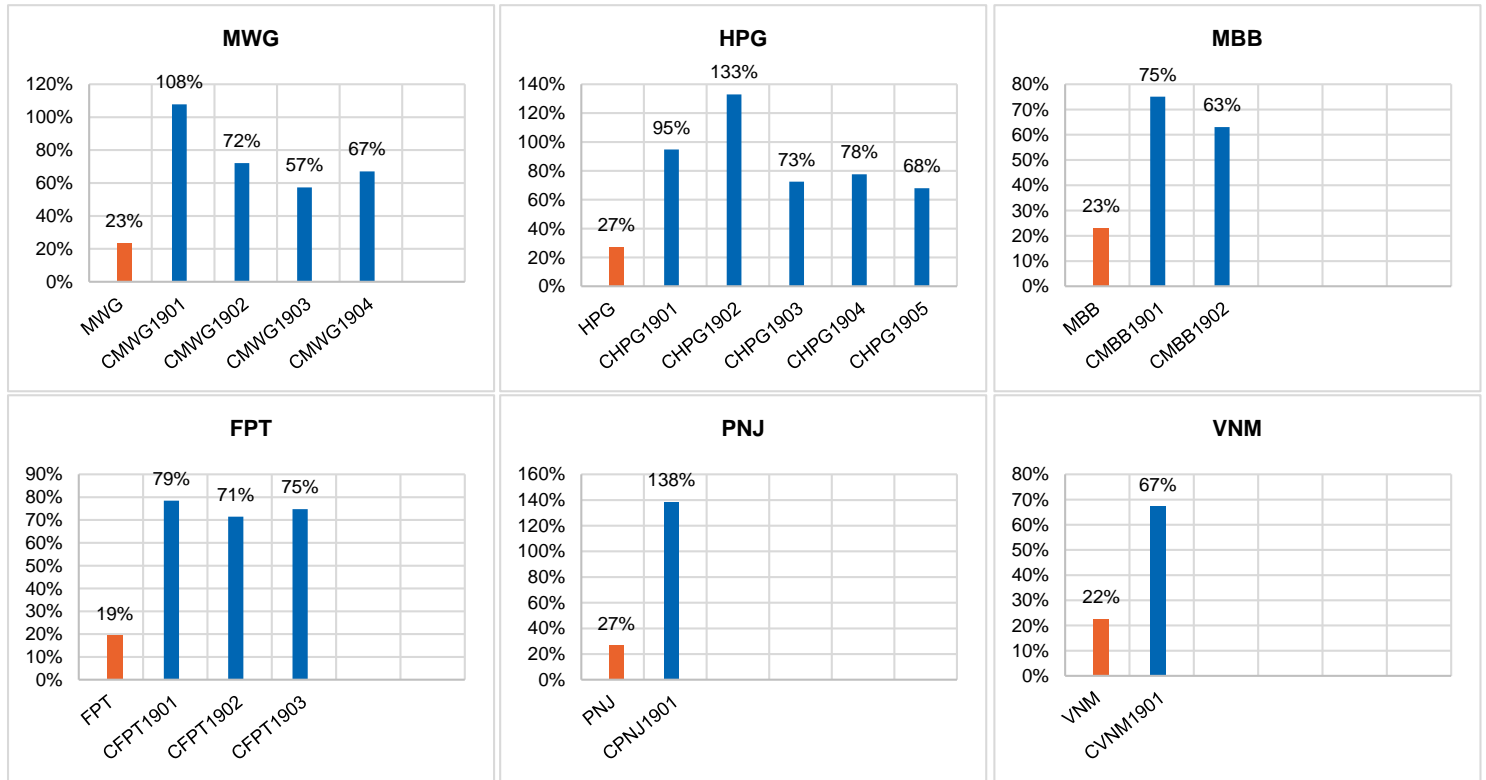 MWG
120%
100%
80%
60%
40%
20%
0%
108%
72%
57%
67%
23%
MWG
CMWG1901
CMWG1902
CMWG1903
CMWG1904
HPG
140%
120%
100%
80%
60%
40%
20%
0%
133%
95%
73%
78%
68%
27%
HPG
CHPG1901
CHPG1902
CHPG1903
CHPG1904
CHPG1905
MBB
80%
70%
60%
50%
40%
30%
20%
10%
0%
75%
63%
23%
MBB
CMBB1901
CMBB1902
FPT
90%
80%
70%
60%
50%
40%
30%
20%
10%
0%
79%
71%
75%
19%
FPT
CFPT1901
CFPT1902
CFPT1903
PNJ
160%
140%
120%
100%
80%
60%
40%
20%
0%
138%
27%
PNJ
CPNJ1901
VNM
80%
70%
60%
50%
40%
30%
20%
10%
0%
67%
22%
VNM
CVNM1901